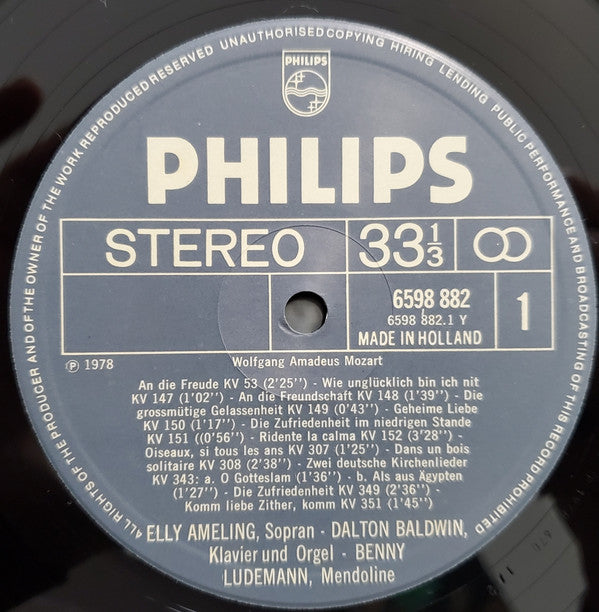 ALL RIGHTS OF THE PRODUCER AND OF THE OWNER OF THE WORK REPRODUCED RESERVED UNAUTHORISED COPYING HIRING LENDING PUBLIC PERFORMANCE AND BROADCASTING OF THIS RECORD PROHIBITED
PHILIPS
PHILIPS
STEREO 33 1/3
6598 882
6598 882.1 Y
MADE IN HOLLAND
1
Ⓟ 1978
Wolfgang Amadeus Mozart
An die Freude KV 53 (2'25'') - Wie unglücklich bin ich nit
KV 147 (1'02'') - An die Freundschaft KV 148 (1'39'') - Die
grossmütige Gelassenheit KV 149 (0'43'') - Geheime Liebe
KV 150 (1'17'') - Die Zufriedenheit im niedrigen Stande
KV 151 ((0'56'') - Ridente la calma KV 152 (3'28'') -
Oiseaux, si tous les ans KV 307 (1'25'') - Dans un bois
solitaire KV 308 (2'38'') - Zwei deutsche Kirchenlieder
KV 343: a. O Gotteslam (1'36'') - b. Als aus Ägypten
(1'27'') - Die Zufriedenheit KV 349 (2'36'') -
Komm liebe Zither, komm KV 351 (1'45'')
ELLY AMELING, Sopran - DALTON BALDWIN,
Klavier und Orgel - BENNY
LUDEMANN, Mendoline